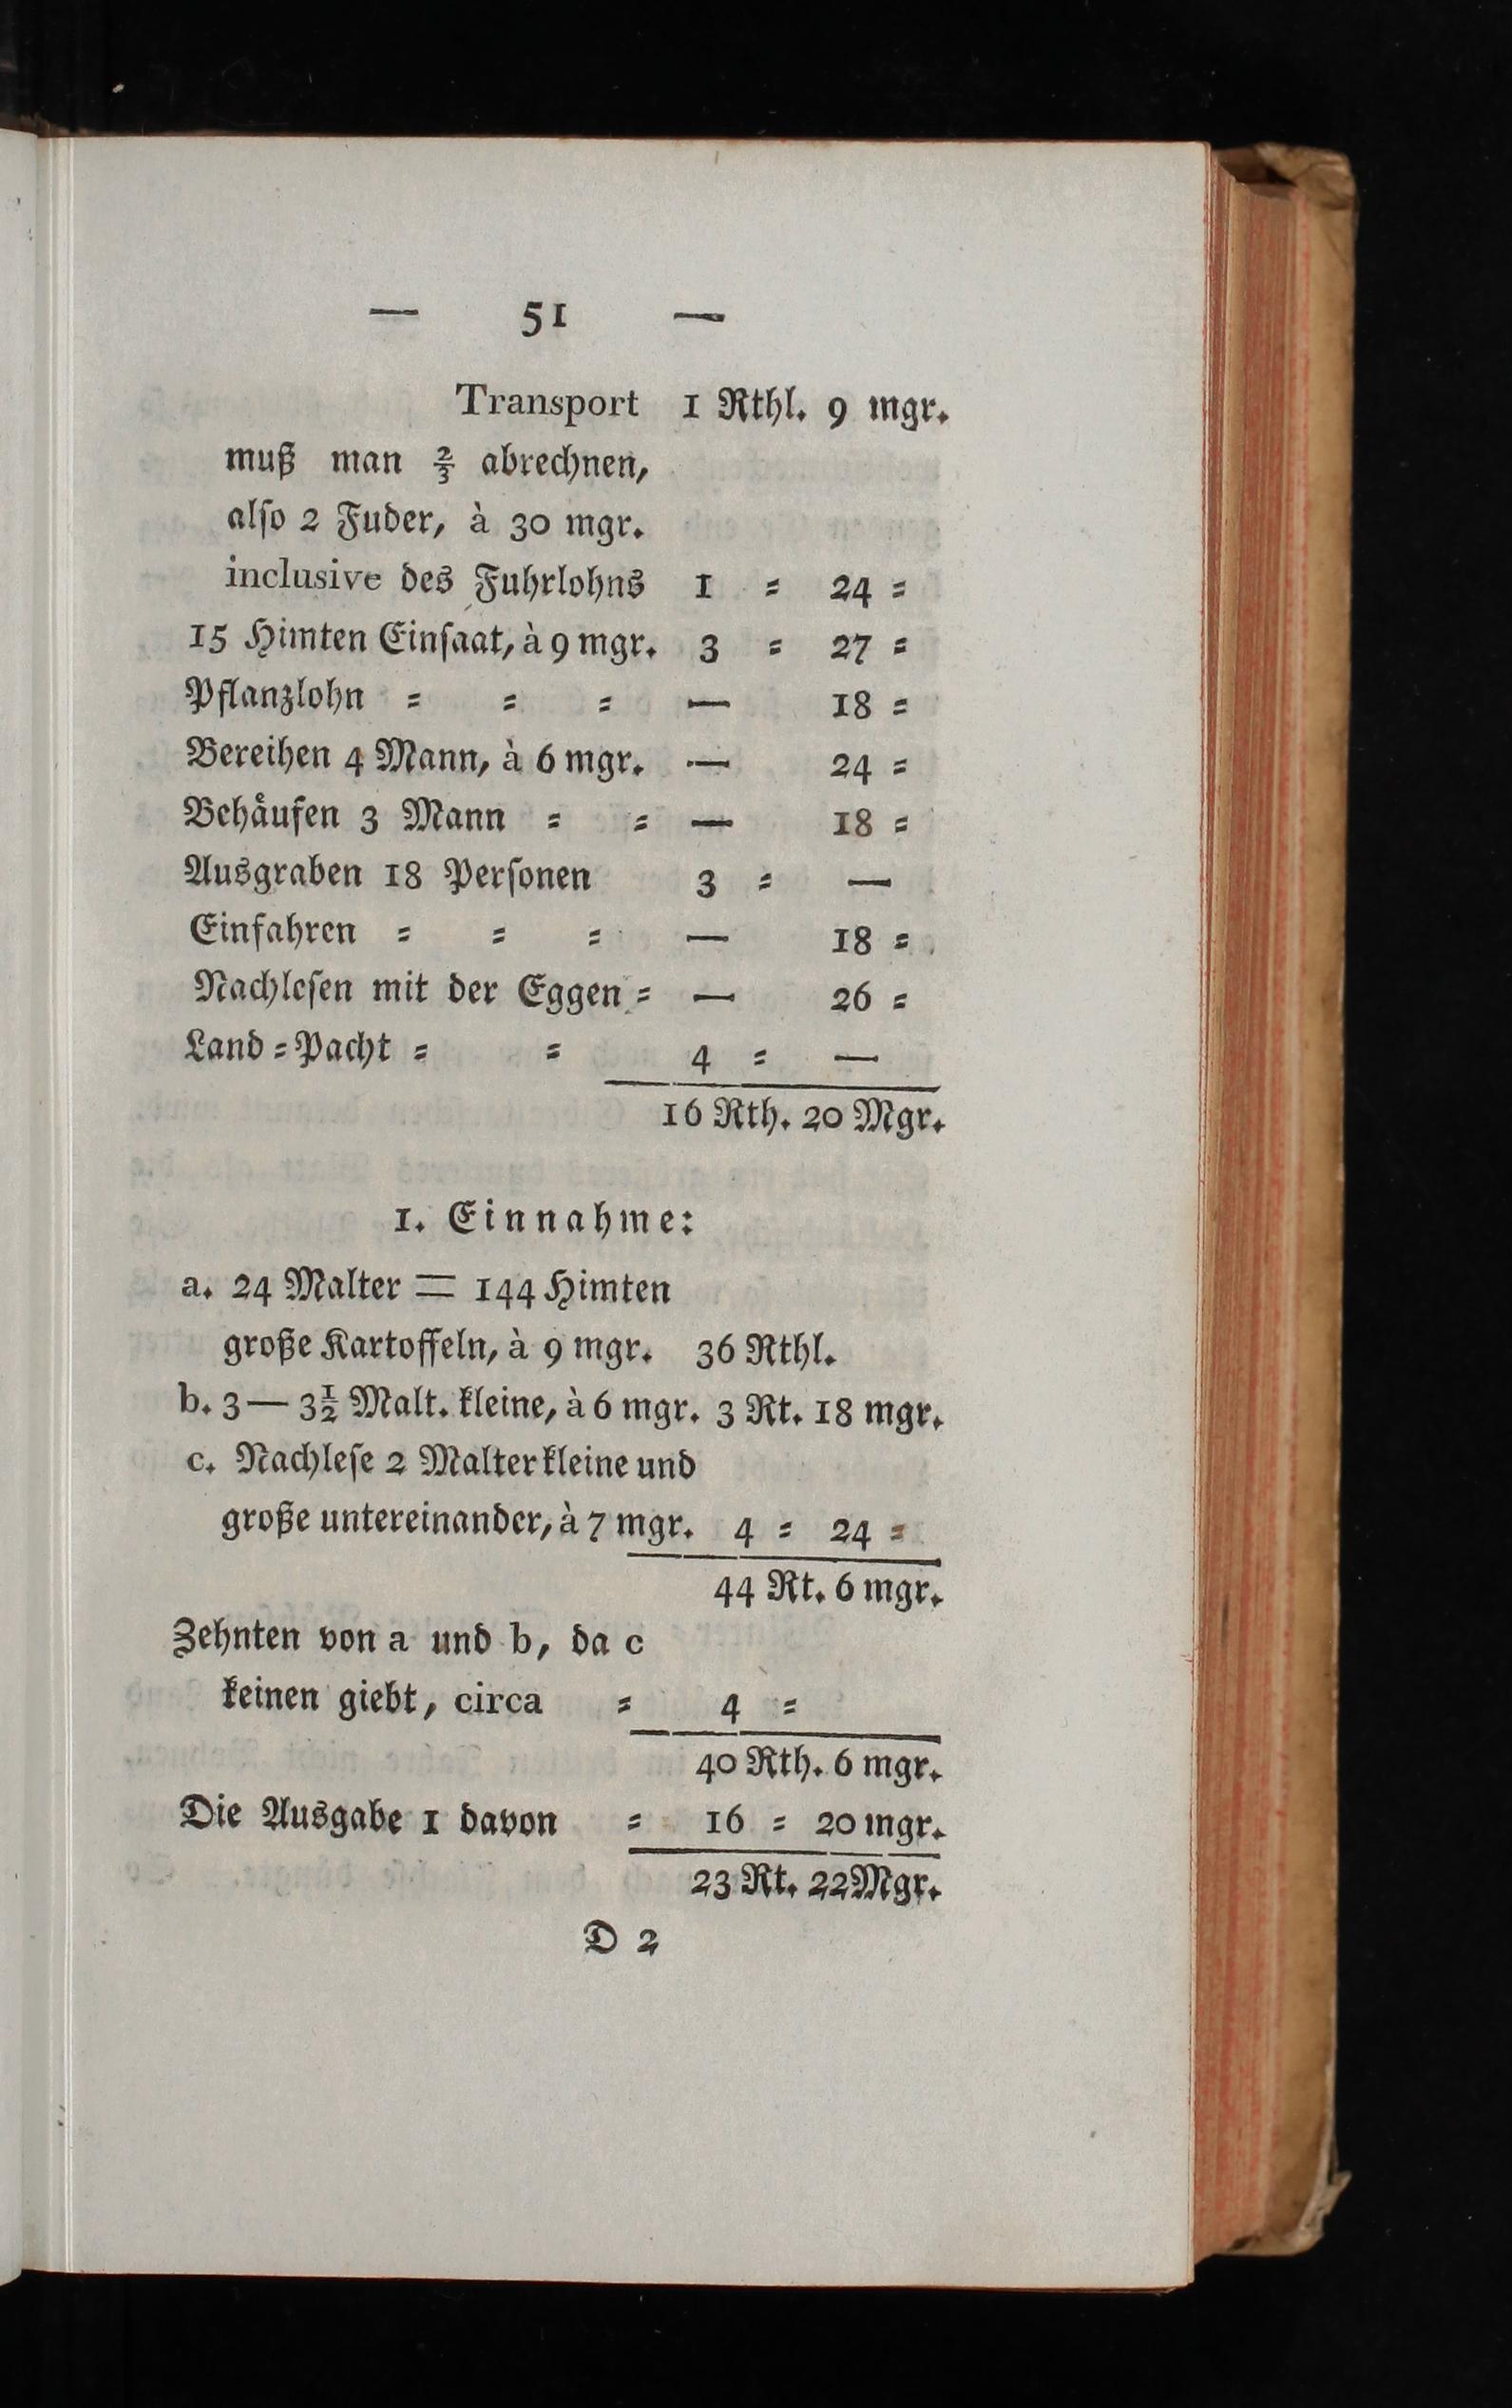 — 51 —
Transport 1 Rthl. 9 mgr.
muß man ⅔ abrechnen,
alſo 2 Fuder, à 30 mgr.
incluſive des Fuhrlohns 1 = 24 =
15 Himten Einſaat, à 9 mgr. 3 = 27 =
Pflanzlohn = = = — 18 =
Bereihen 4 Mann, à 6 mgr. — 24 =
Behäufen 3 Mann = = — 18 =
Ausgraben 18 Perſonen 3 = —
Einfahren = = = — 18 =
Nachleſen mit der Eggen = — 26 =
Land=Pacht = = 4 = —
16 Rth. 20 Mgr.
1. Einnahme:
a. 24 Malter = 144 Himten
große Kartoffeln, à 9 mgr. 36 Rthl.
b. 3 — 3½ Malt. kleine, à 6 mgr. 3 Rt. 18 mgr.
c. Nachleſe 2 Malter kleine und
große untereinander, à 7 mgr. 4 = 24 =
44 Rt. 6 mgr.
Zehnten von a und b, da c
keinen giebt, circa = 4 =
40 Rth. 6 mgr.
Die Ausgabe 1 davon = 16 = 20 mgr.
23 Rt. 22 Mgr.
D 2